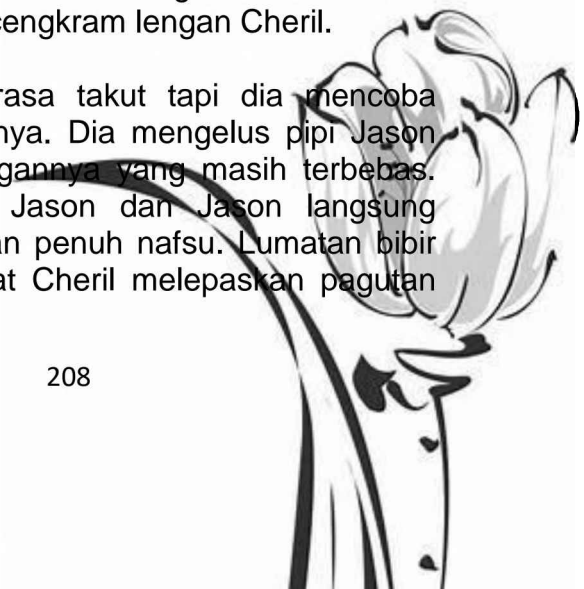 cengkram lengan Cheril.
rasa takut tapi dia mencoba
nya. Dia mengelus pipi Jason
gannya yang masih terbebas.
Jason dan Jason langsung
an penuh nafsu. Lumatan bibir
at Cheril melepaskan pagutan
208